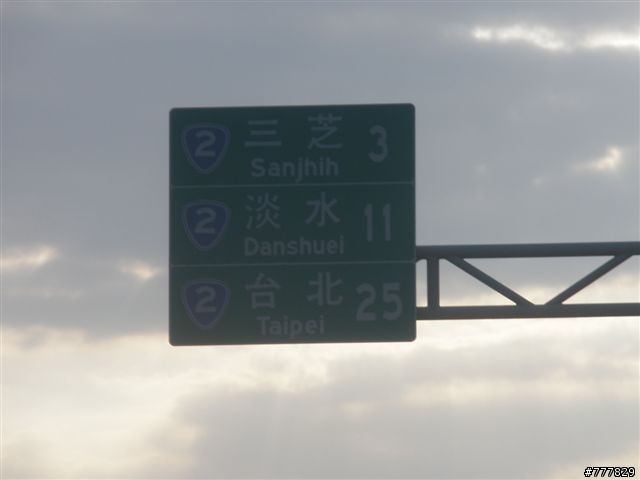 2 三芝 3
Sanjhih
2 淡水 11
Danshuei
2 台北 25
Taipei
#777829